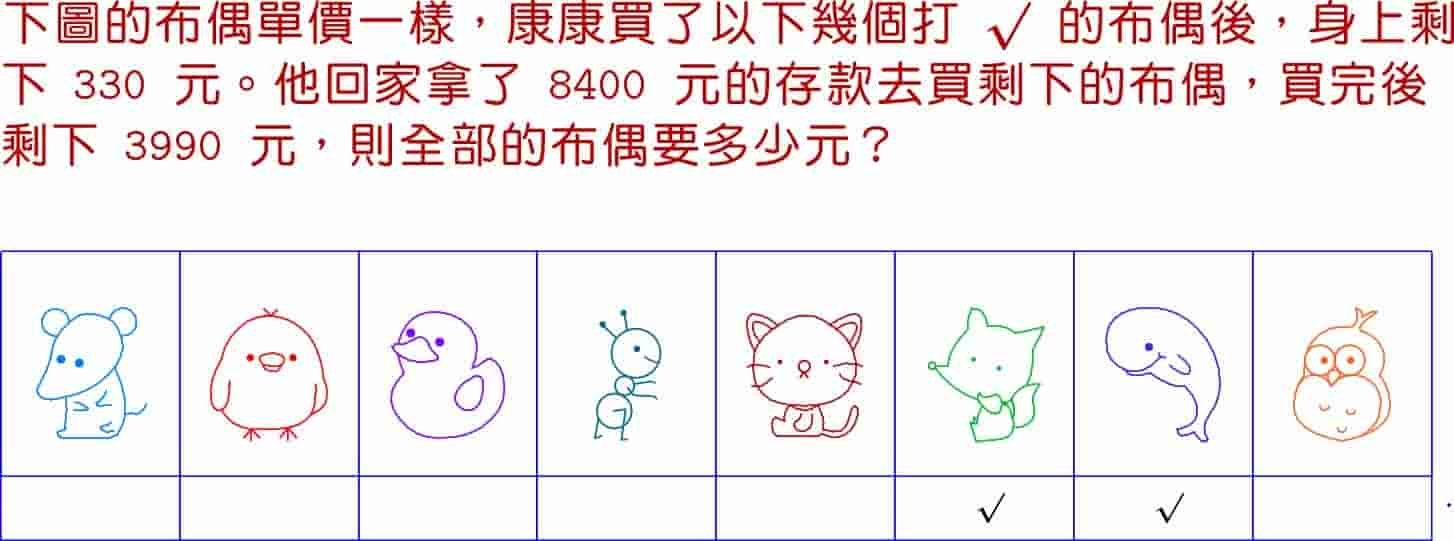 下圖的布偶單價一樣，康康買了以下幾個打 √ 的布偶後，身上剩
下 330 元。他回家拿了 8400 元的存款去買剩下的布偶，買完後
剩下 3990 元，則全部的布偶要多少元？
√ √